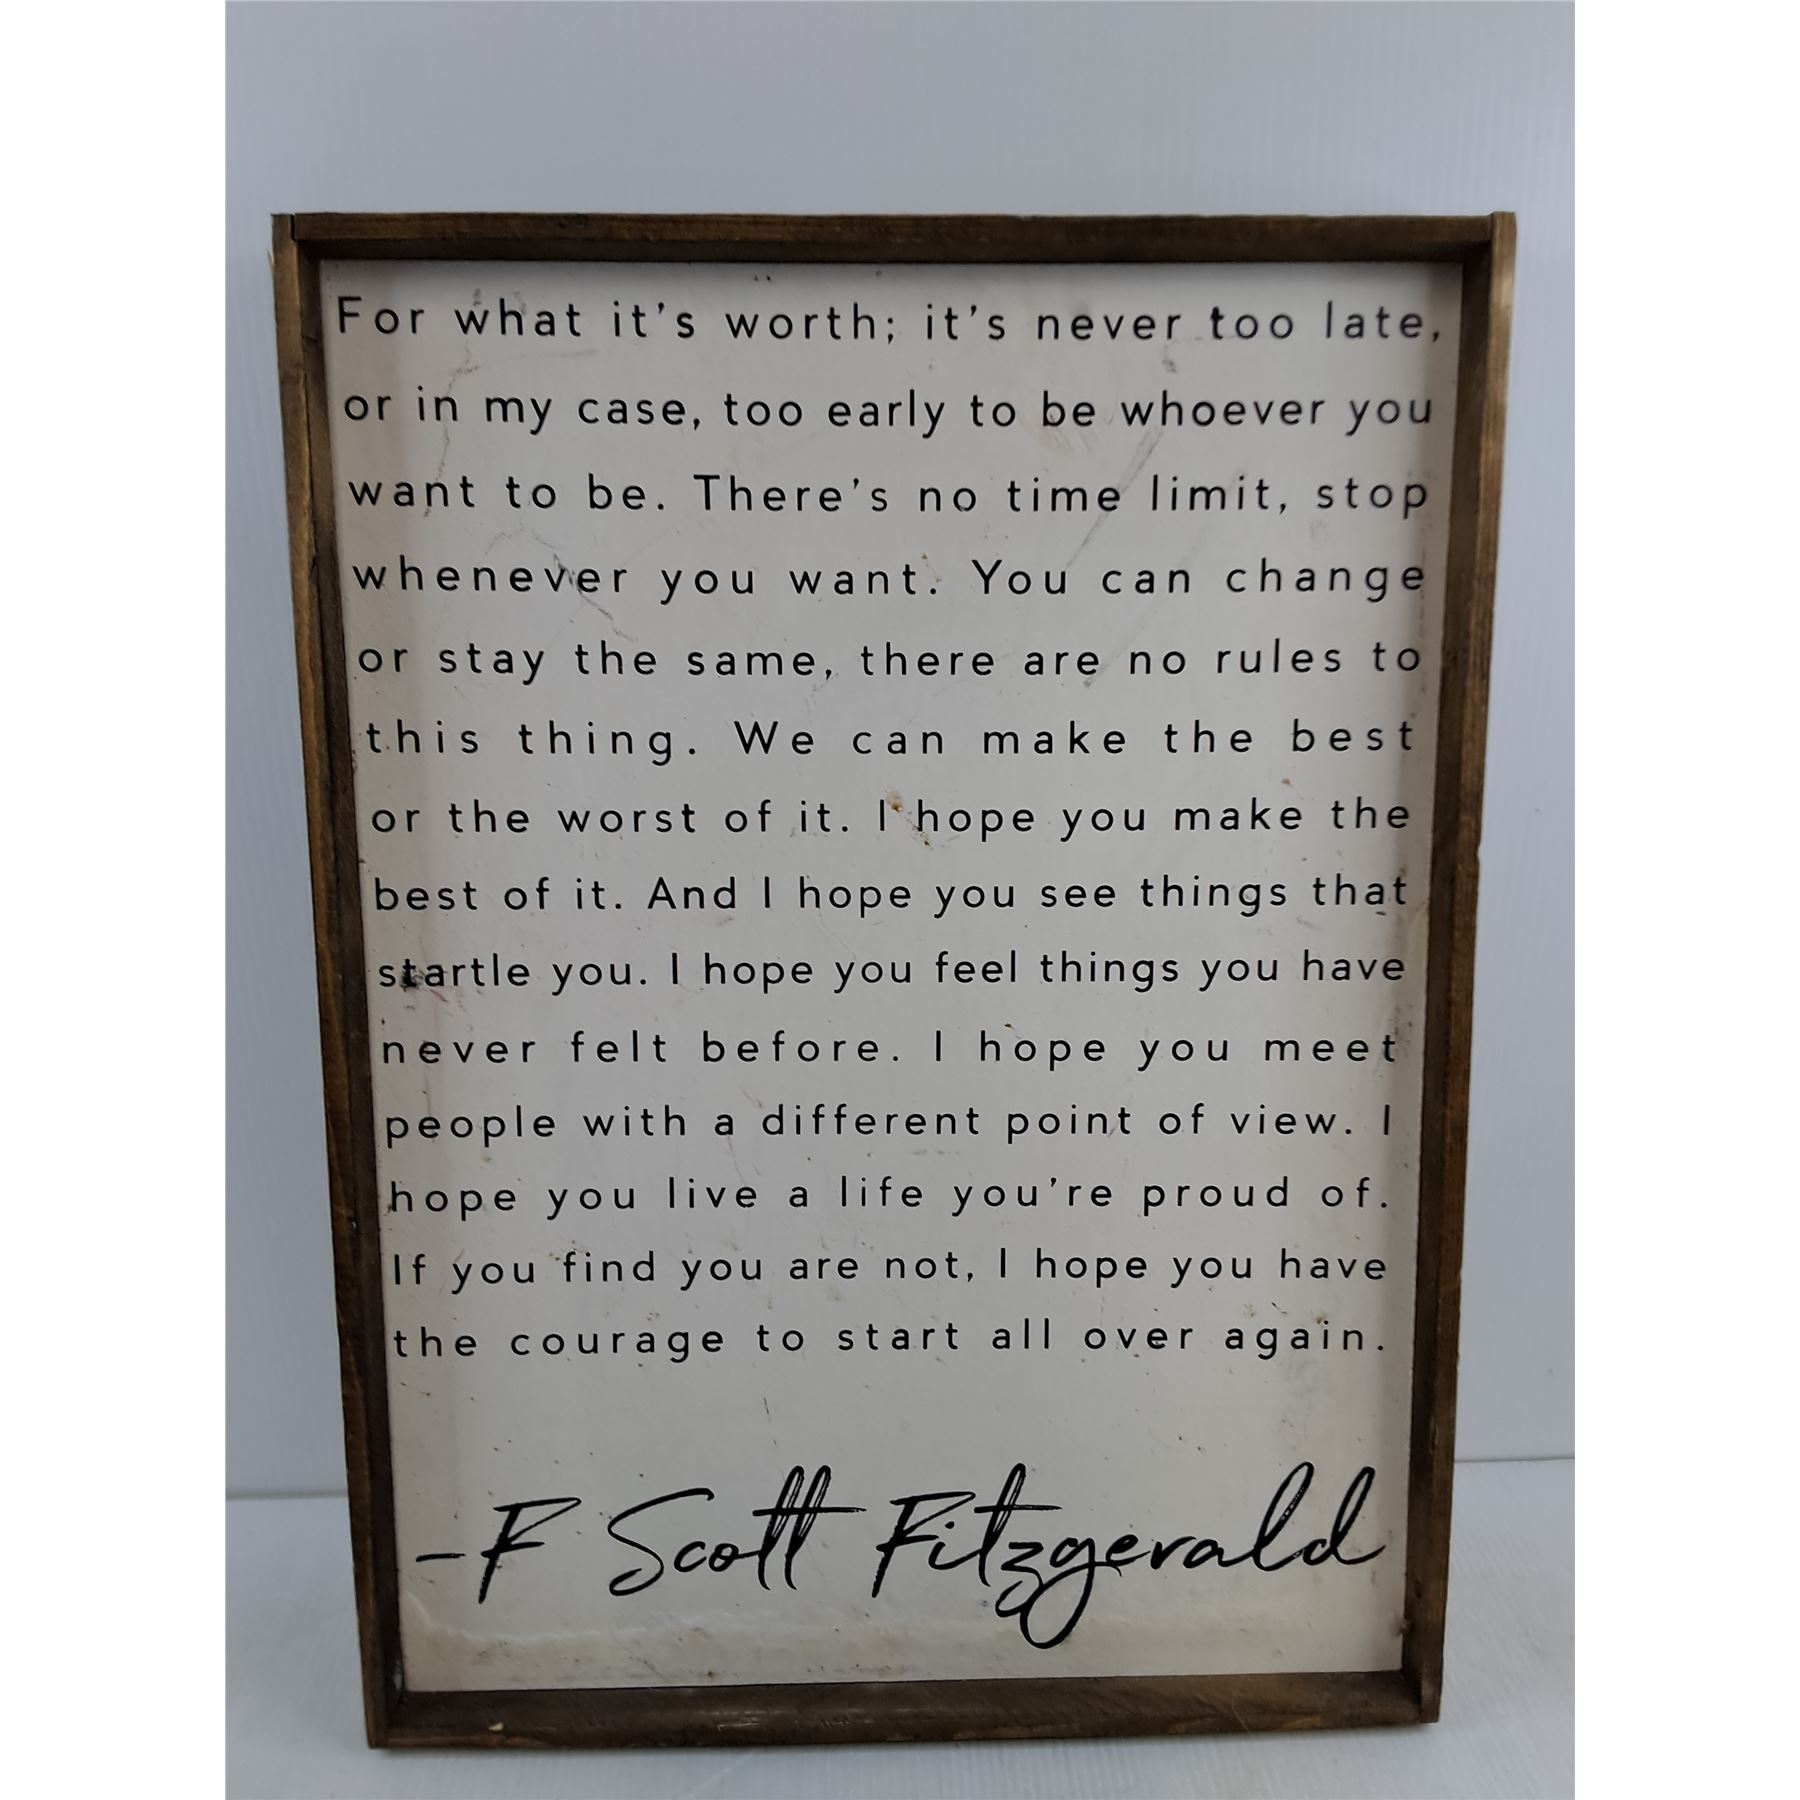 For what it's worth; it's never too late,
or in my case, too early to be whoever you
want to be. There's no time limit, stop
whenever you want. You can change
or stay the same, there are no rules to
this thing. We can make the best
or the worst of it. I hope you make the
best of it. And I hope you see things that
startle you. I hope you feel things you have
never felt before. I hope you meet
people with a different point of view. I
hope you live a life you're proud of.
If you find you are not, I hope you have
the courage to start all over again.
-F Scott Fitzgerald